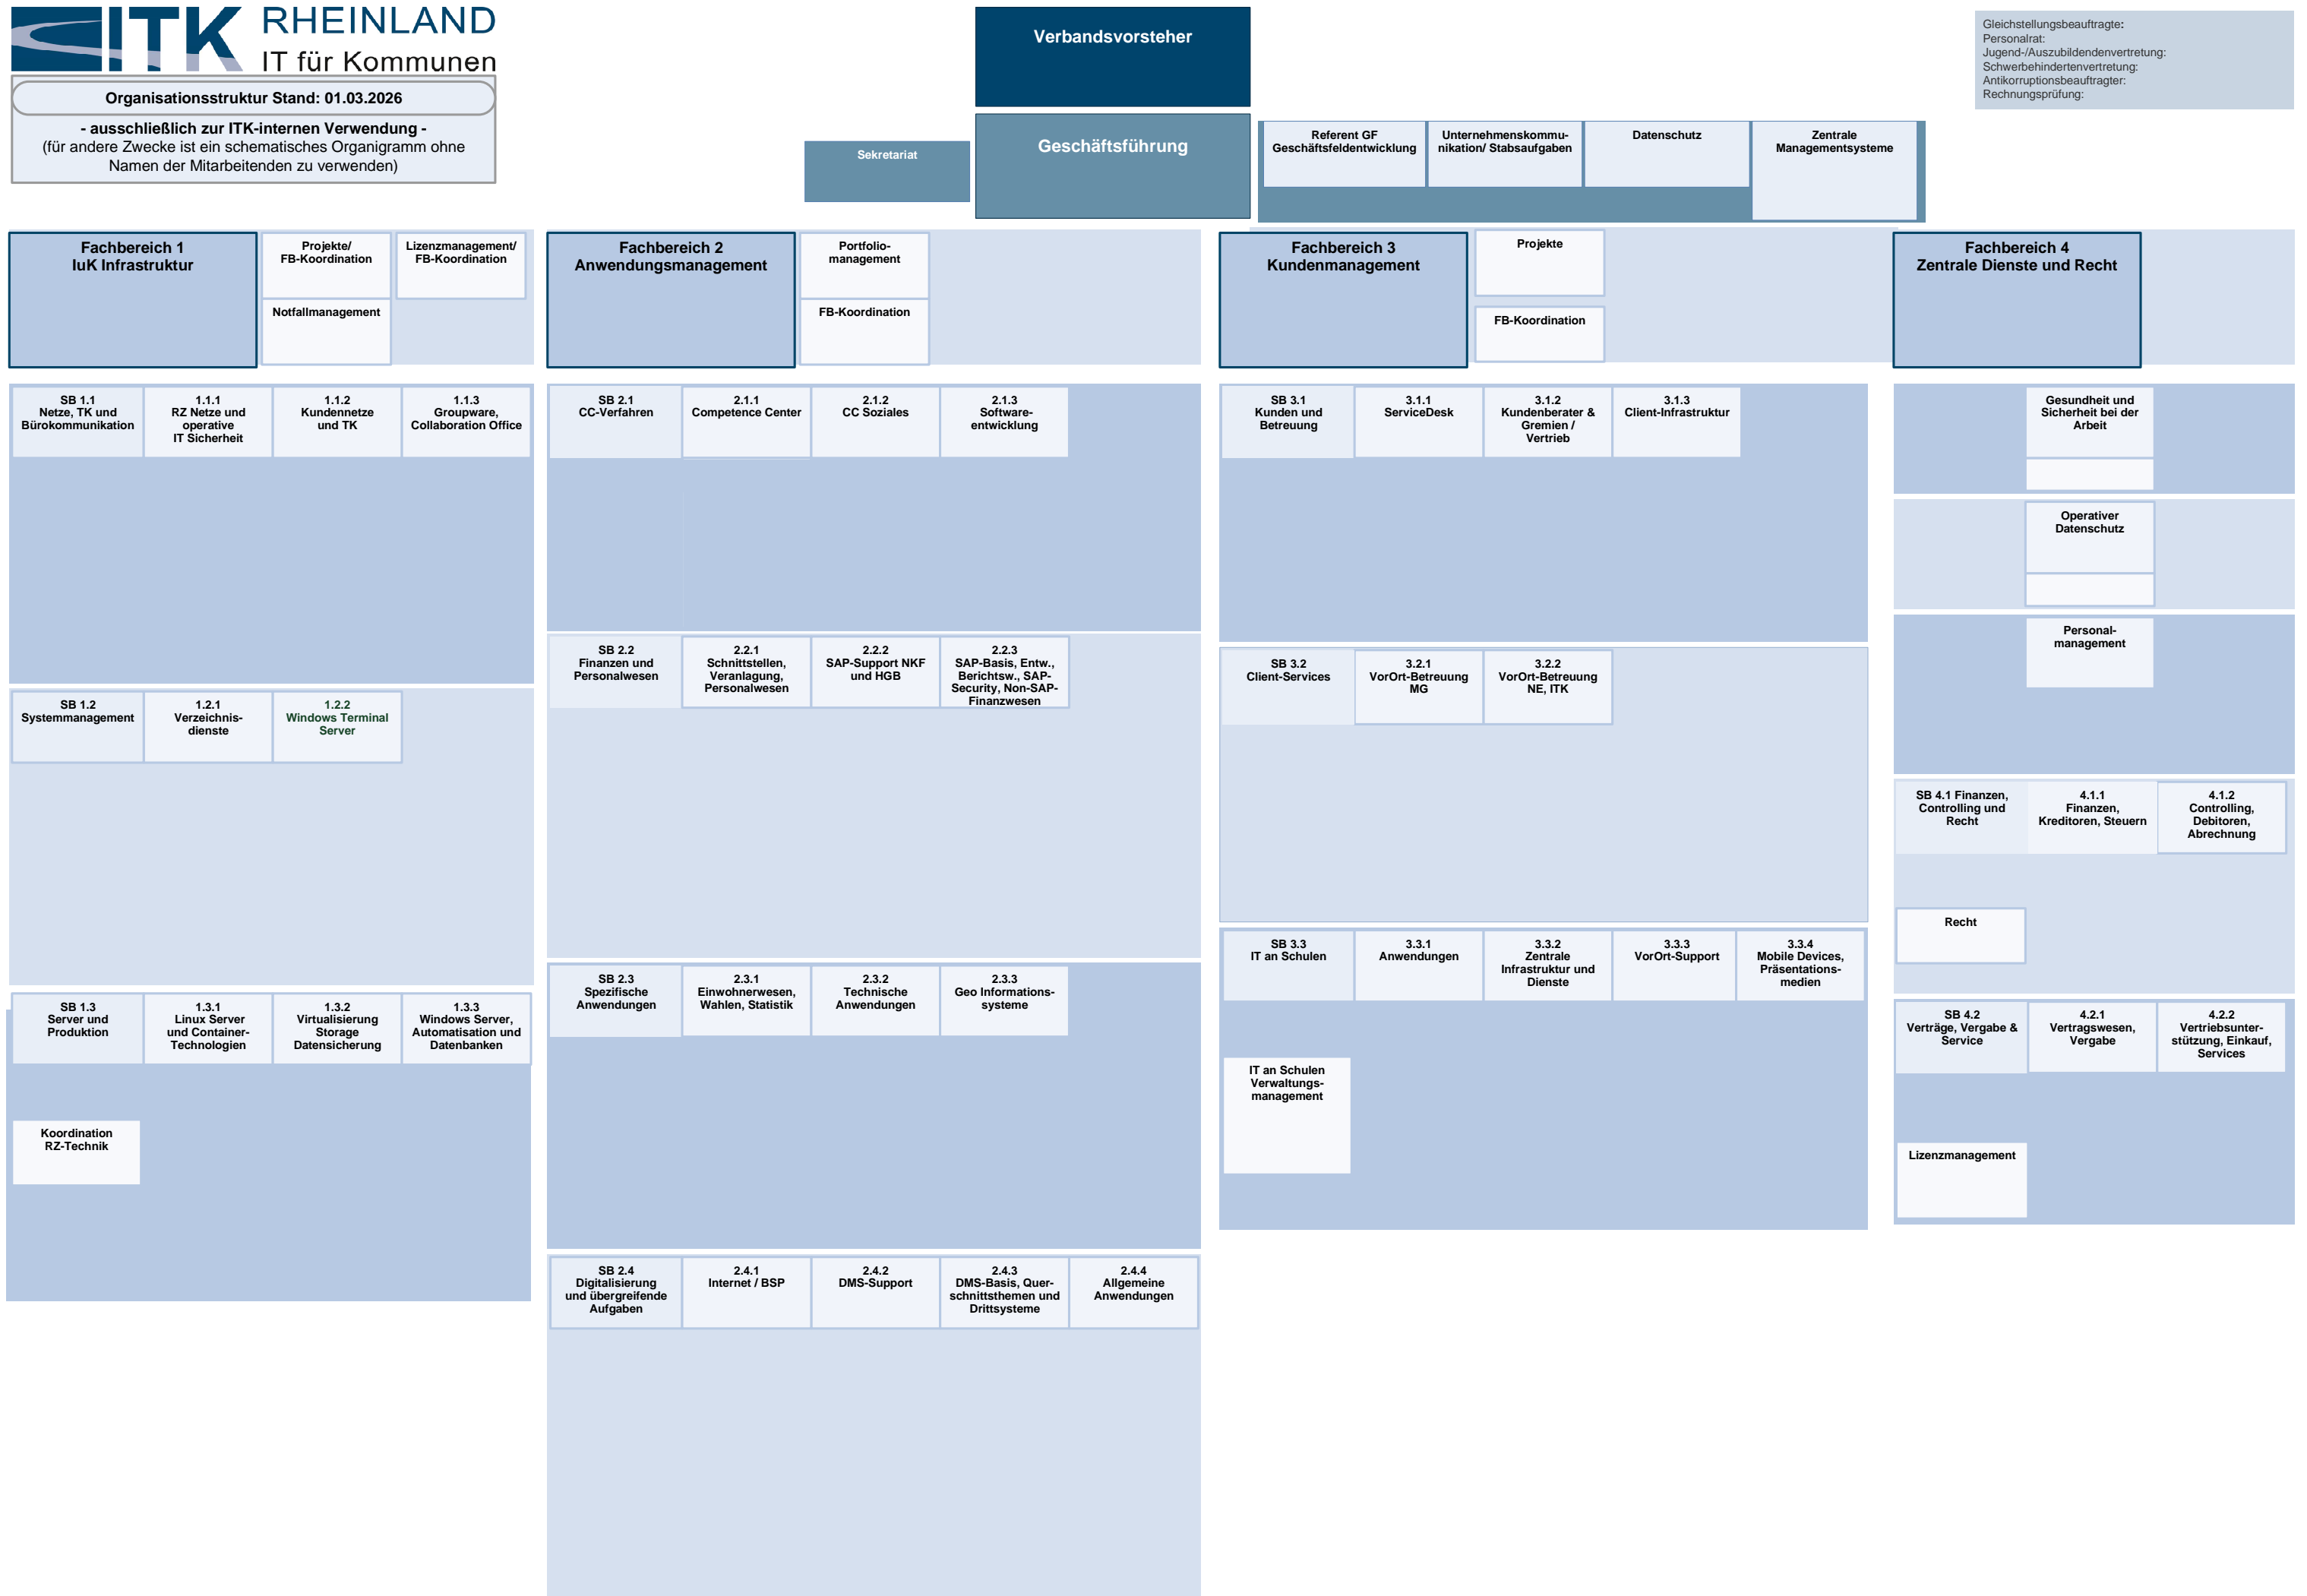 ITK RHEINLAND
IT für Kommunen
Organisationsstruktur Stand: 01.03.2026
- ausschließlich zur ITK-internen Verwendung -
(für andere Zwecke ist ein schematisches Organigramm ohne
Namen der Mitarbeitenden zu verwenden)
Verbandsvorsteher
Geschäftsführung
Sekretariat
Referent GF
Geschäftsfeldentwicklung
Unternehmenskommu-
nikation/ Stabsaufgaben
Datenschutz
Zentrale
Managementsysteme
Gleichstellungsbeauftragte:
Personalrat:
Jugend-/Auszubildendenvertretung:
Schwerbehindertenvertretung:
Antikorruptionsbeauftragter:
Rechnungsprüfung:
Fachbereich 1
IuK Infrastruktur
Projekte/
FB-Koordination
Lizenzmanagement/
FB-Koordination
Notfallmanagement
SB 1.1
Netze, TK und
Bürokommunikation
1.1.1
RZ Netze und
operative
IT Sicherheit
1.1.2
Kundennetze
und TK
1.1.3
Groupware,
Collaboration Office
SB 1.2
Systemmanagement
1.2.1
Verzeichnis-
dienste
1.2.2
Windows Terminal
Server
SB 1.3
Server und
Produktion
1.3.1
Linux Server
und Container-
Technologien
1.3.2
Virtualisierung
Storage
Datensicherung
1.3.3
Windows Server,
Automatisation und
Datenbanken
Koordination
RZ-Technik
Fachbereich 2
Anwendungsmanagement
Portfolio-
management
FB-Koordination
SB 2.1
CC-Verfahren
2.1.1
Competence Center
2.1.2
CC Soziales
2.1.3
Software-
entwicklung
SB 2.2
Finanzen und
Personalwesen
2.2.1
Schnittstellen,
Veranlagung,
Personalwesen
2.2.2
SAP-Support NKF
und HGB
2.2.3
SAP-Basis, Entw.,
Berichtsw., SAP-
Security, Non-SAP-
Finanzwesen
SB 2.3
Spezifische
Anwendungen
2.3.1
Einwohnerwesen,
Wahlen, Statistik
2.3.2
Technische
Anwendungen
2.3.3
Geo Informations-
systeme
SB 2.4
Digitalisierung
und übergreifende
Aufgaben
2.4.1
Internet / BSP
2.4.2
DMS-Support
2.4.3
DMS-Basis, Quer-
schnittsthemen und
Drittsysteme
2.4.4
Allgemeine
Anwendungen
Fachbereich 3
Kundenmanagement
Projekte
FB-Koordination
SB 3.1
Kunden und
Betreuung
3.1.1
ServiceDesk
3.1.2
Kundenberater &
Gremien /
Vertrieb
3.1.3
Client-Infrastruktur
SB 3.2
Client-Services
3.2.1
VorOrt-Betreuung
MG
3.2.2
VorOrt-Betreuung
NE, ITK
SB 3.3
IT an Schulen
3.3.1
Anwendungen
3.3.2
Zentrale
Infrastruktur und
Dienste
3.3.3
VorOrt-Support
3.3.4
Mobile Devices,
Präsentations-
medien
IT an Schulen
Verwaltungs-
management
Fachbereich 4
Zentrale Dienste und Recht
Gesundheit und
Sicherheit bei der
Arbeit
Operativer
Datenschutz
Personal-
management
SB 4.1 Finanzen,
Controlling und
Recht
4.1.1
Finanzen,
Kreditoren, Steuern
4.1.2
Controlling,
Debitoren,
Abrechnung
Recht
SB 4.2
Verträge, Vergabe &
Service
4.2.1
Vertragswesen,
Vergabe
4.2.2
Vertriebsunter-
stützung, Einkauf,
Services
Lizenzmanagement